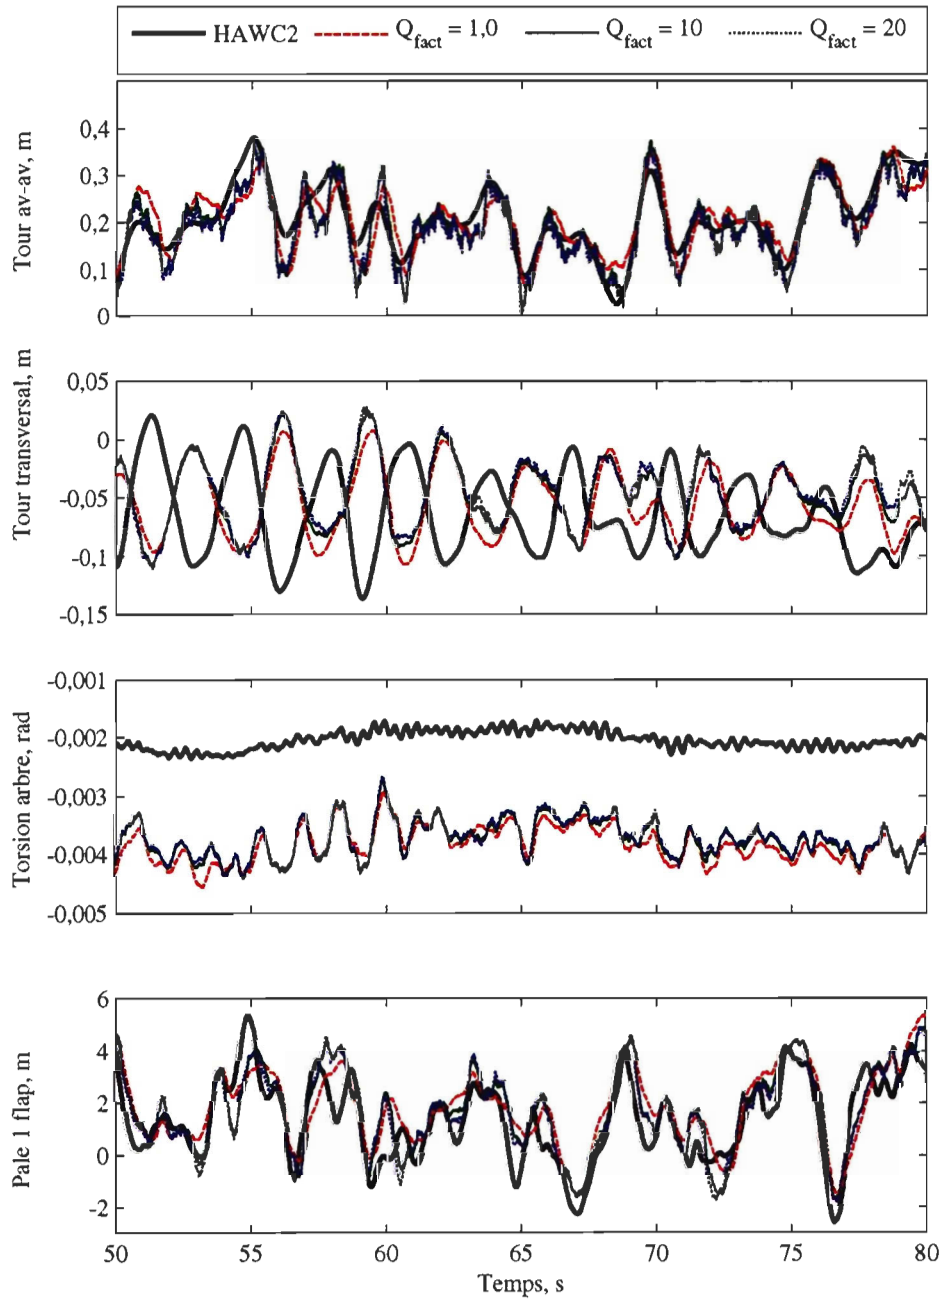 HAWC2 Q_fact = 1,0 Q_fact = 10 Q_fact = 20
Tour av-av, m
0,4
0,3
0,2
0,1
0
Tour transversal, m
0,05
0
-0,05
-0,1
-0,15
Torsion arbre, rad
-0,001
-0,002
-0,003
-0,004
-0,005
Pale 1 flap, m
6
4
2
0
-2
50 55 60 65 70 75 80
Temps, s